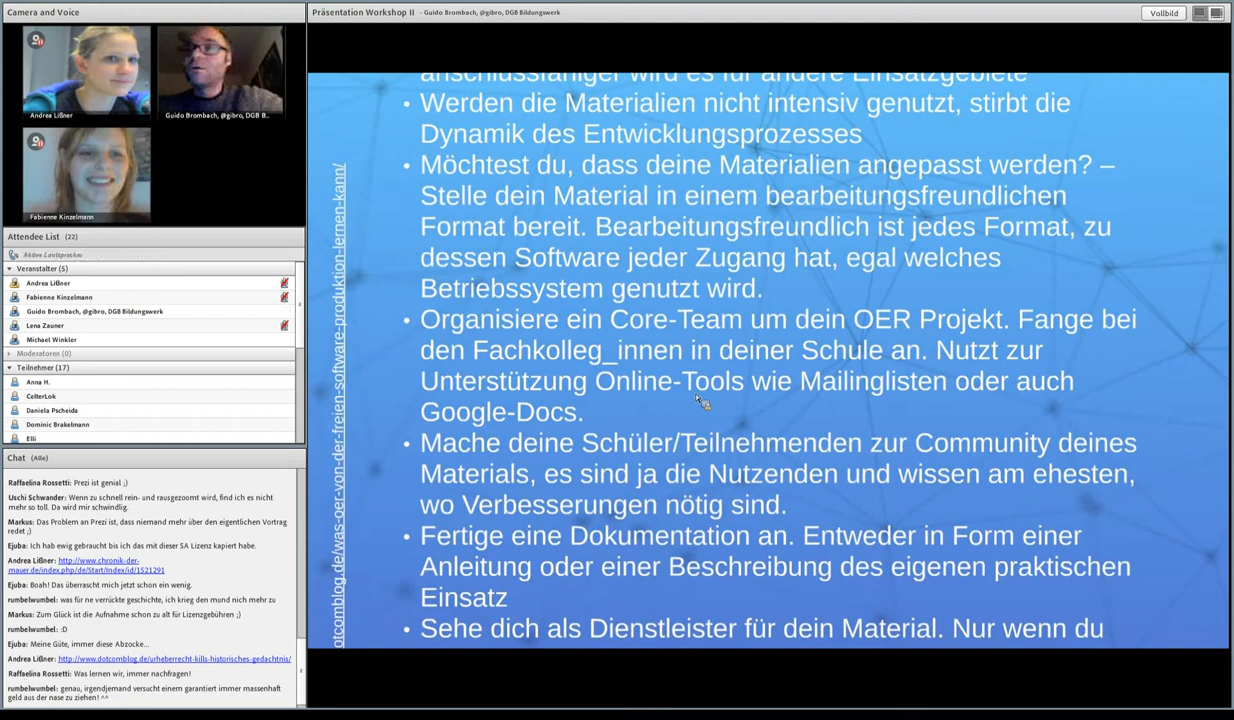 Camera and Voice
Andrea Lißner
Guido Brombach, @gibro, DGB B...
Fabienne Kinzelmann
Attendee List (22)
Aktive Lautsprecher
Veranstalter (5)
Andrea Lißner
Fabienne Kinzelmann
Guido Brombach, @gibro, DGB Bildungswerk
Lena Zauner
Michael Winkler
Moderatoren (0)
Teilnehmer (17)
Anna H.
CelterLok
Daniela Pscheida
Dominic Brakelmann
Elli
Chat (Alle)
Raffaelina Rossetti: Prezi ist genial ;)
Uschi Schwander: Wenn zu schnell rein- und rausgezoomt wird, find ich es nicht
mehr so toll. Da wird mir schwindlig.
Markus: Das Problem an Prezi ist, dass niemand mehr über den eigentlichen Vortrag
redet ;)
Ejuba: Ich hab ewig gebraucht bis ich das mit dieser SA Lizenz kapiert habe.
Andrea Lißner: http://www.chronik-der-
mauer.de/index.php/de/Start/Index/id/1521291
Ejuba: Boah! Das überrascht mich jetzt schon ein wenig.
rumbelwumbel: was für ne verrückte geschichte, ich krieg den mund nich mehr zu
Markus: Zum Glück ist die Aufnahme schon zu alt für Lizenzgebühren ;)
rumbelwumbel: :D
Ejuba: Meine Güte, immer diese Abzocke...
Andrea Lißner: http://www.dotcomblog.de/urheberrecht-kills-historisches-gedachtnis/
Raffaelina Rossetti: Was lernen wir, immer nachfragen!
rumbelwumbel: genau, irgendjemand versucht einem garantiert immer massenhaft
geld aus der nase zu ziehen! ^^
Präsentation Workshop II - Guido Brombach, @gibro, DGB Bildungswerk
Vollbild
otcomblog.de/was-oer-von-der-freien-software-produktion-lernen-kann/
anschlussfähiger wird es für andere Einsatzgebiete
• Werden die Materialien nicht intensiv genutzt, stirbt die
Dynamik des Entwicklungsprozesses
• Möchtest du, dass deine Materialien angepasst werden? –
Stelle dein Material in einem bearbeitungsfreundlichen
Format bereit. Bearbeitungsfreundlich ist jedes Format, zu
dessen Software jeder Zugang hat, egal welches
Betriebssystem genutzt wird.
• Organisiere ein Core-Team um dein OER Projekt. Fange bei
den Fachkolleg_innen in deiner Schule an. Nutzt zur
Unterstützung Online-Tools wie Mailinglisten oder auch
Google-Docs.
• Mache deine Schüler/Teilnehmenden zur Community deines
Materials, es sind ja die Nutzenden und wissen am ehesten,
wo Verbesserungen nötig sind.
• Fertige eine Dokumentation an. Entweder in Form einer
Anleitung oder einer Beschreibung des eigenen praktischen
Einsatz
• Sehe dich als Dienstleister für dein Material. Nur wenn du